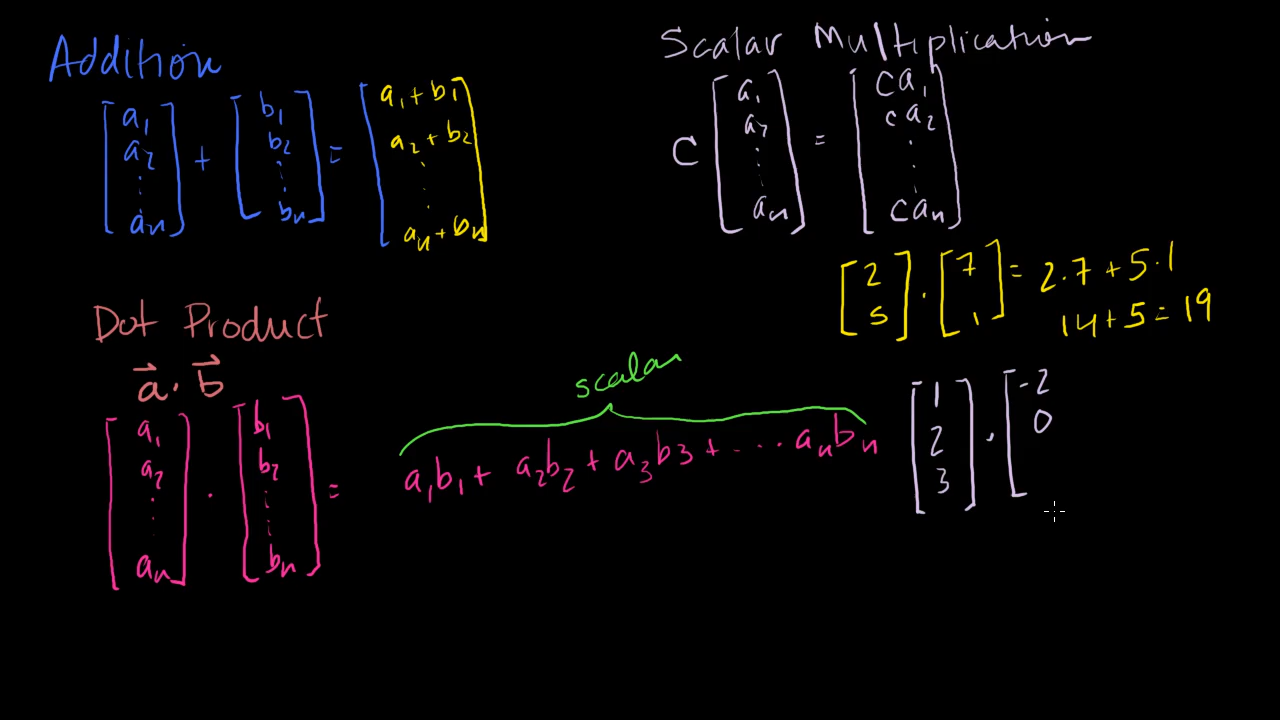 Addition
[a₁ a₂ ⋮ aₙ] + [b₁ b₂ ⋮ bₙ] = [a₁+b₁ a₂+b₂ ⋮ aₙ+bₙ]
Scalar Multiplication
c [a₁ a₂ ⋮ aₙ] = [ca₁ ca₂ ⋮ caₙ]
[2 5] · [7 1] = 2·7 + 5·1
14+5=19
Dot Product
a⃗ · b⃗
scalar
[a₁ a₂ ⋮ aₙ] · [b₁ b₂ ⋮ bₙ] = a₁b₁ + a₂b₂ + a₃b3 + ... aₙbₙ
[1 2 3] · [-2 0